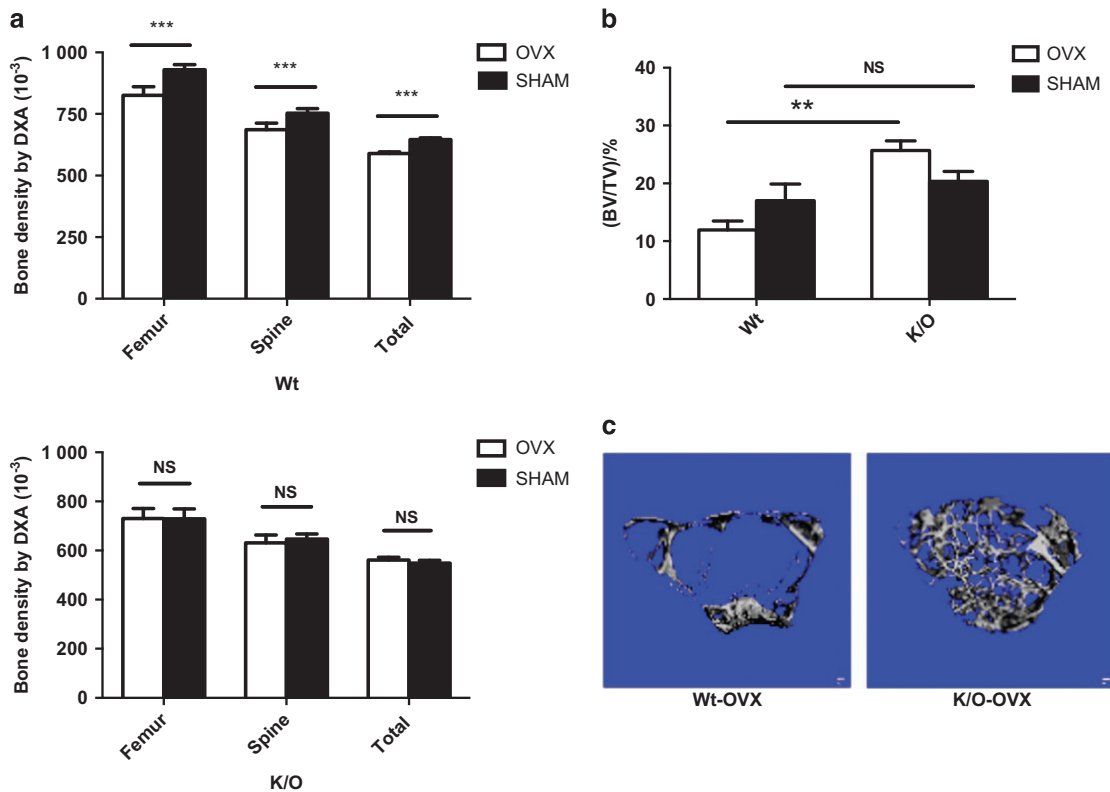 a
Bone density by DXA (10⁻³)
1 000
750
500
250
0
***
***
***
OVX
SHAM
Femur
Spine
Total
Wt
b
(BV/TV)/%
40
30
20
10
0
NS
**
OVX
SHAM
Wt
K/O
Bone density by DXA (10⁻³)
1 000
800
600
400
200
0
NS
NS
NS
OVX
SHAM
Femur
Spine
Total
K/O
c
Wt-OVX
K/O-OVX